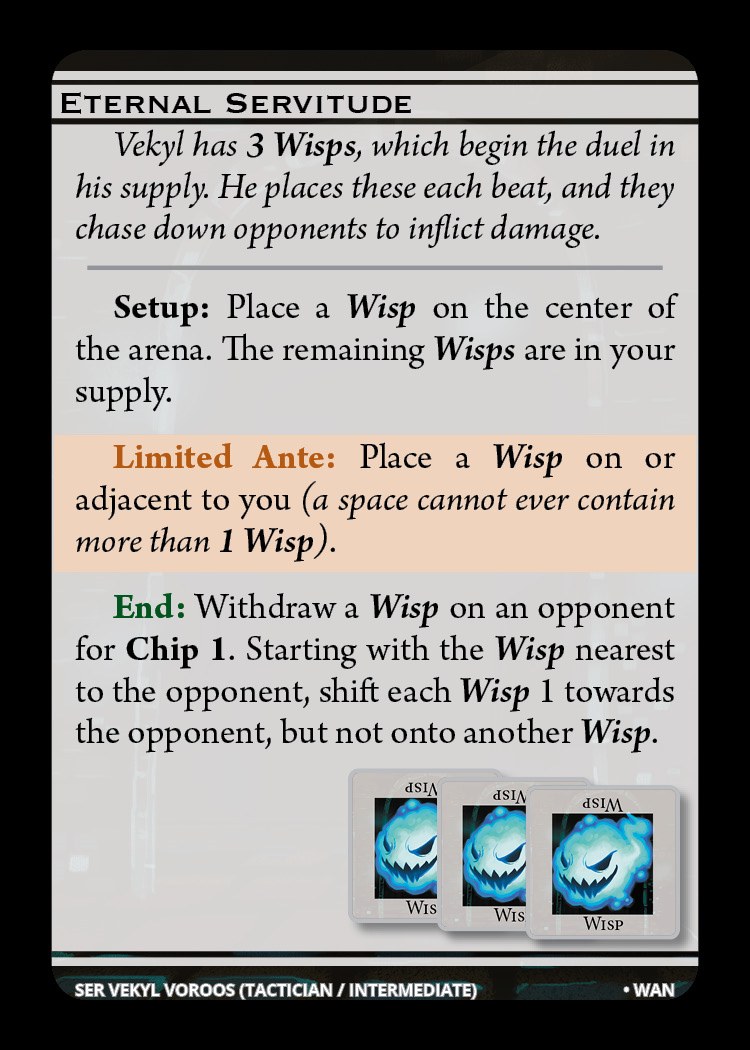 Eternal Servitude
Vekyl has 3 Wisps, which begin the duel in
his supply. He places these each beat, and they
chase down opponents to inflict damage.
Setup: Place a Wisp on the center of
the arena. The remaining Wisps are in your
supply.
Limited Ante: Place a Wisp on or
adjacent to you (a space cannot ever contain
more than 1 Wisp).
End: Withdraw a Wisp on an opponent
for Chip 1. Starting with the Wisp nearest
to the opponent, shift each Wisp 1 towards
the opponent, but not onto another Wisp.
Wisp
Wisp
Wisp
Wis
Wis
Wisp
SER VEKYL VOROOS (TACTICIAN / INTERMEDIATE)
• WAN